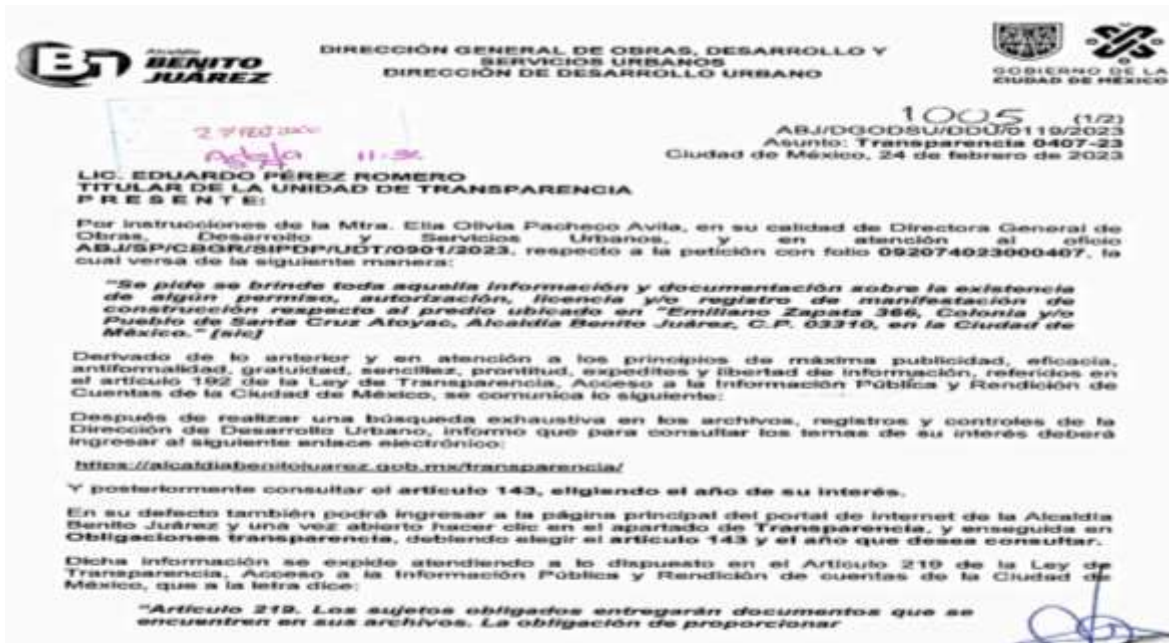 Alcaldía
BENITO
JUÁREZ
DIRECCIÓN GENERAL DE OBRAS, DESARROLLO Y
SERVICIOS URBANOS
DIRECCIÓN DE DESARROLLO URBANO
GOBIERNO DE LA
CIUDAD DE MÉXICO
1005 (1/2)
ABJ/DGODSU/DDU/0119/2023
Asunto: Transparencia 0407-23
Ciudad de México, 24 de febrero de 2023
11:32
LIC. EDUARDO PÉREZ ROMERO
TITULAR DE LA UNIDAD DE TRANSPARENCIA
P R E S E N T E:
Por instrucciones de la Mtra. Elia Olivia Pacheco Avila, en su calidad de Directora General de
Obras, Desarrollo y Servicios Urbanos, y en atención al oficio
ABJ/SP/CBGR/SIPDP/UDT/0901/2023, respecto a la petición con folio 092074023000407, la
cual versa de la siguiente manera:
"Se pide se brinde toda aquella información y documentación sobre la existencia
de algún permiso, autorización, licencia y/o registro de manifestación de
construcción respecto al predio ubicado en "Emiliano Zapata 366, Colonia y/o
Pueblo de Santa Cruz Atoyac, Alcaldía Benito Juárez, C.P. 03310, en la Ciudad de
México." [sic]
Derivado de lo anterior y en atención a los principios de máxima publicidad, eficacia,
antiformalidad, gratuidad, sencillez, prontitud, expedites y libertad de información, referidos en
el artículo 192 de la Ley de Transparencia, Acceso a la Información Pública y Rendición de
Cuentas de la Ciudad de México, se comunica lo siguiente:
Después de realizar una búsqueda exhaustiva en los archivos, registros y controles de la
Dirección de Desarrollo Urbano, informo que para consultar los temas de su interés deberá
ingresar al siguiente enlace electrónico:
https://alcaldiabenitojuarez.gob.mx/transparencia/
Y posteriormente consultar el artículo 143, eligiendo el año de su interés.
En su defecto también podrá ingresar a la página principal del portal de internet de la Alcaldía
Benito Juárez y una vez abierto hacer clic en el apartado de Transparencia, y enseguida en
Obligaciones transparencia, debiendo elegir el artículo 143 y el año que desea consultar.
Dicha información se expide atendiendo a lo dispuesto en el Artículo 219 de la Ley de
Transparencia, Acceso a la Información Pública y Rendición de cuentas de la Ciudad de
México, que a la letra dice:
"Artículo 219. Los sujetos obligados entregarán documentos que se
encuentren en sus archivos. La obligación de proporcionar